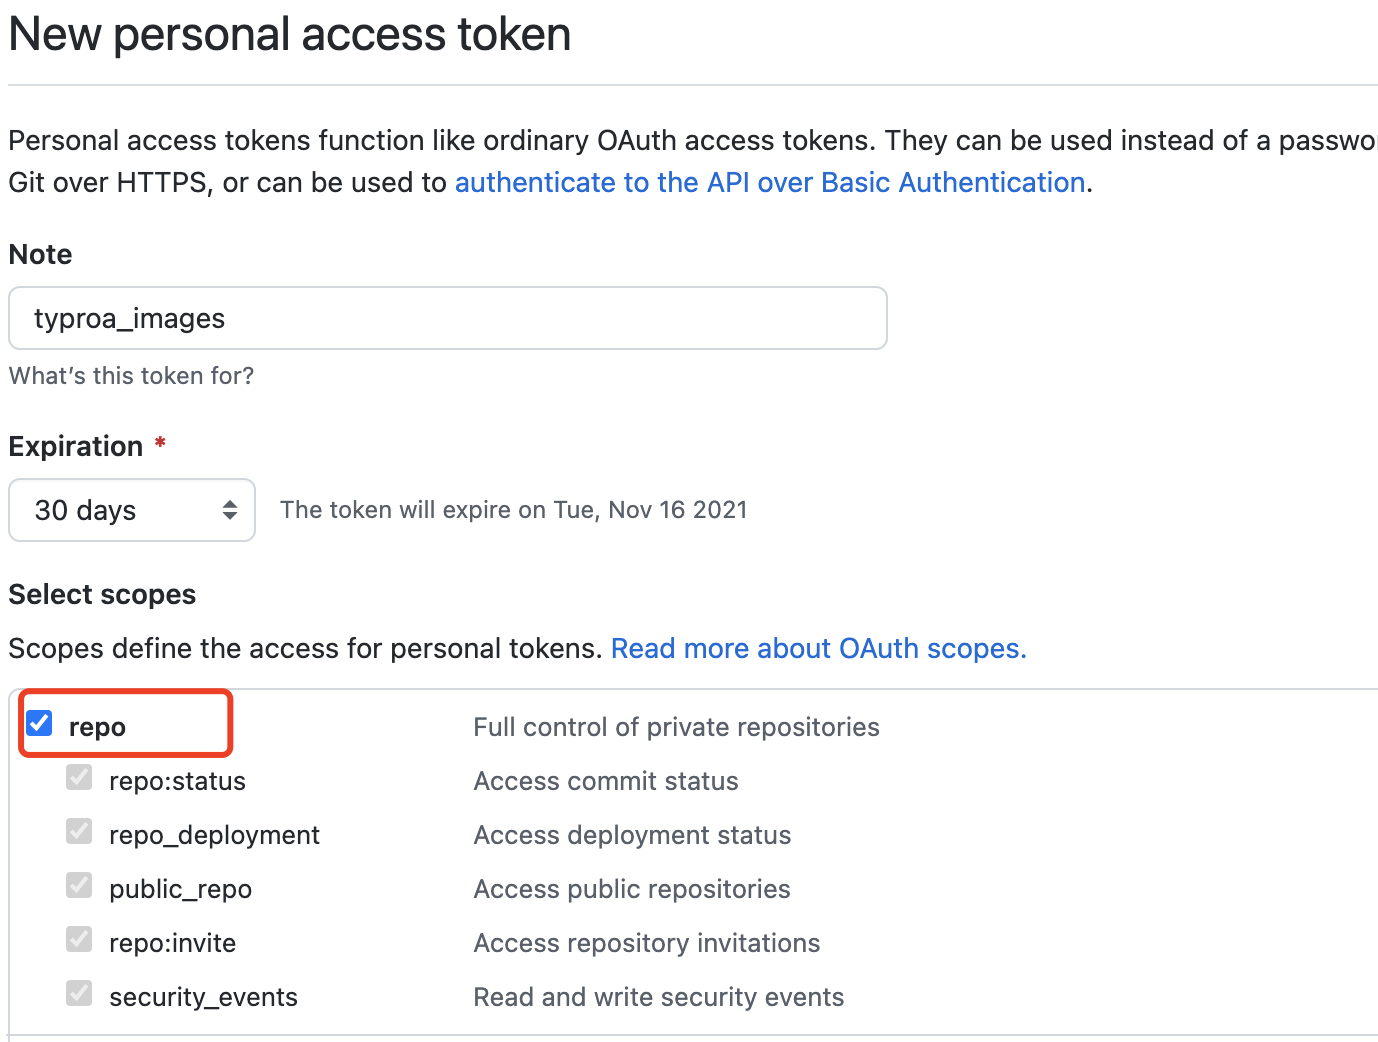 New personal access token
Personal access tokens function like ordinary OAuth access tokens. They can be used instead of a passwo
Git over HTTPS, or can be used to authenticate to the API over Basic Authentication.
Note
typroa_images
What's this token for?
Expiration *
30 days The token will expire on Tue, Nov 16 2021
Select scopes
Scopes define the access for personal tokens. Read more about OAuth scopes.
repo Full control of private repositories
repo:status Access commit status
repo_deployment Access deployment status
public_repo Access public repositories
repo:invite Access repository invitations
security_events Read and write security events